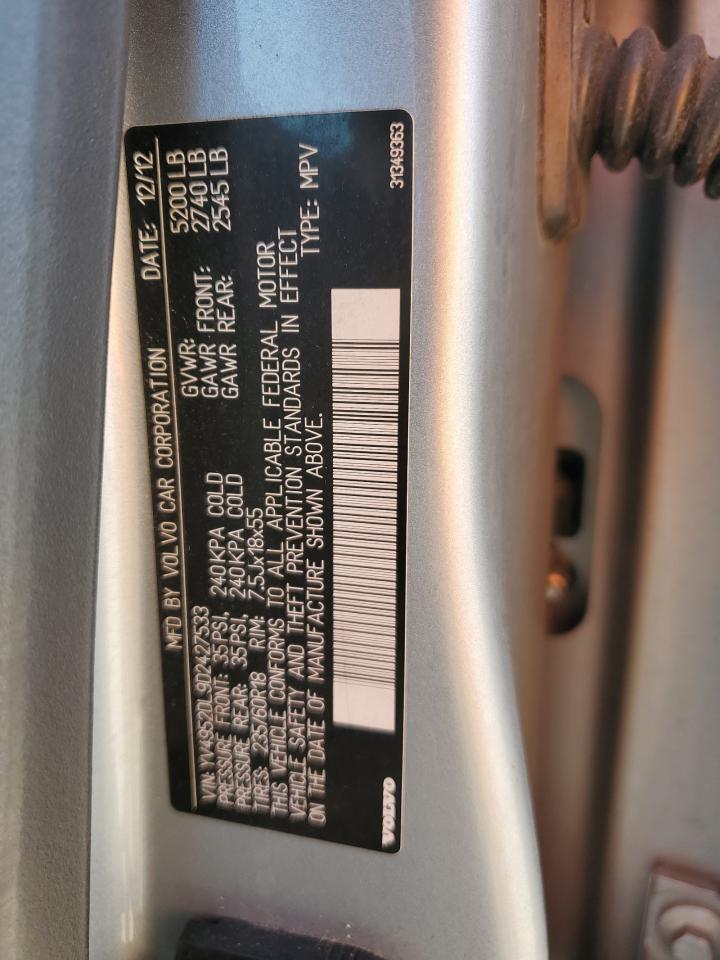 MFD BY VOLVO CAR CORPORATION DATE: 12/12
VIN: YV4952DL9D2427533 GVWR: 5200 LB
PRESSURE FRONT: 35PSI, 240KPA COLD GAWR FRONT: 2740 LB
PRESSURE REAR: 35PSI, 240KPA COLD GAWR REAR: 2545 LB
TIRES: 235/60R18 RIM: 7.5Jx18x55
THIS VEHICLE CONFORMS TO ALL APPLICABLE FEDERAL MOTOR
VEHICLE SAFETY AND THEFT PREVENTION STANDARDS IN EFFECT
ON THE DATE OF MANUFACTURE SHOWN ABOVE. TYPE: MPV
VOLVO 31349363